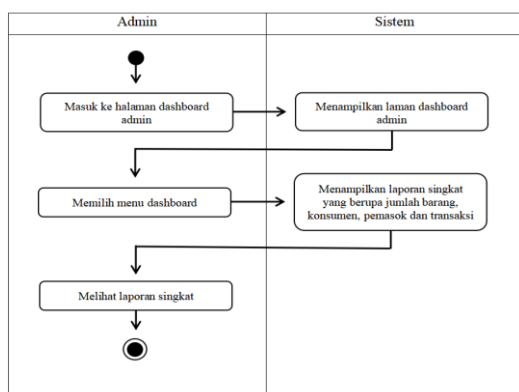 Admin
Sistem
Masuk ke halaman dashboard
admin
Menampilkan laman dashboard
admin
Memilih menu dashboard
Menampilkan laporan singkat
yang berupa jumlah barang,
konsumen, pemasok dan transaksi
Melihat laporan singkat